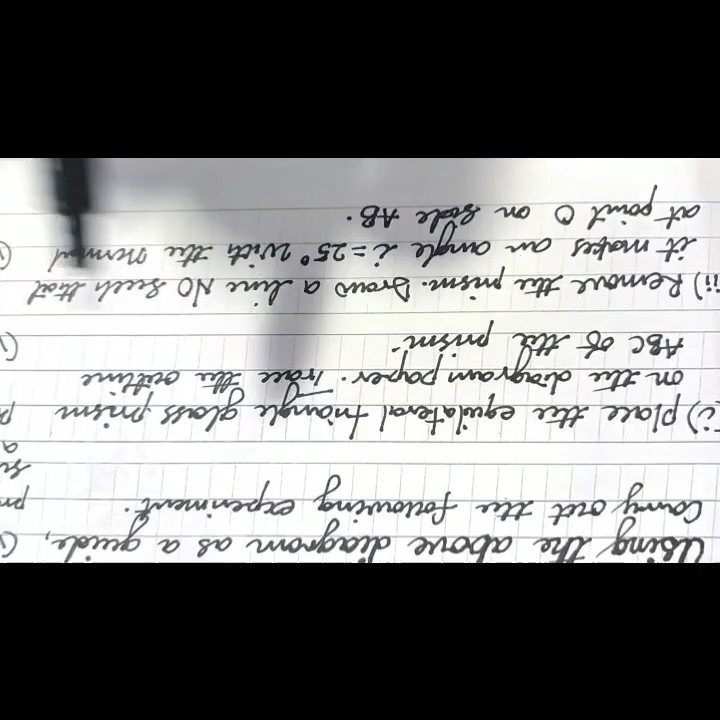 Using the above diagram as a guide,
Carry out the following experiment.
(i) Place the equilateral triangle glass prism
on the diagram paper. Trace the outline
ABC of the prism.
ii) Remove the prism. Draw a line NO such that
it makes an angle i = 25° with the normal
at point O on side AB.